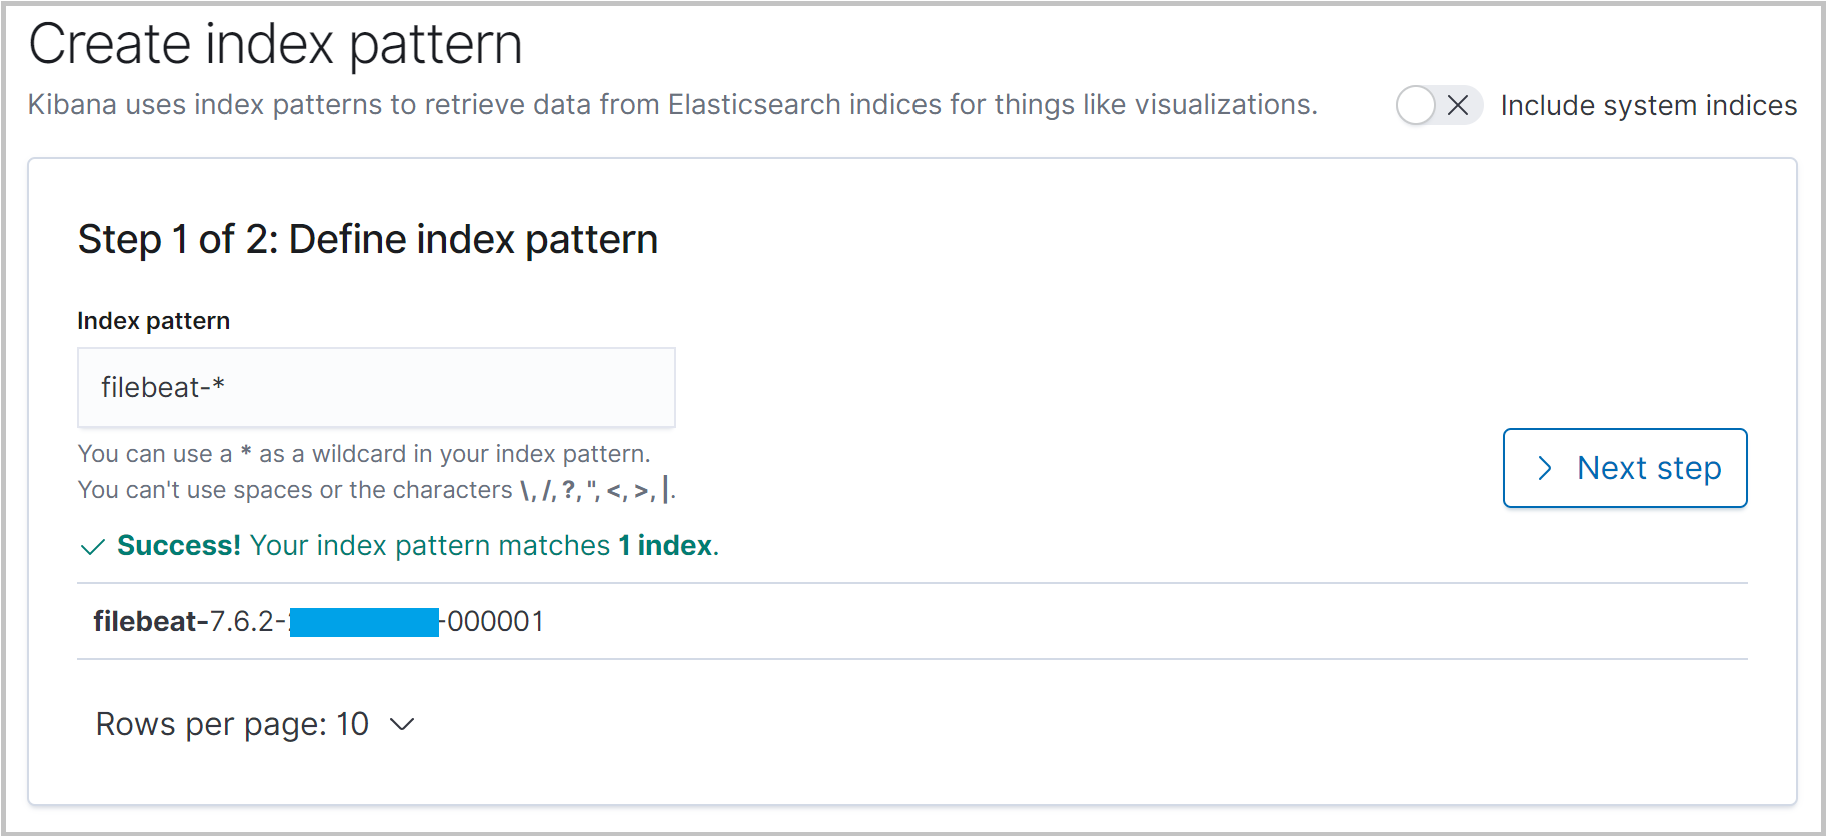 Create index pattern
Kibana uses index patterns to retrieve data from Elasticsearch indices for things like visualizations.
Include system indices
Step 1 of 2: Define index pattern
Index pattern
filebeat-*
You can use a * as a wildcard in your index pattern.
You can't use spaces or the characters \, /, ?, ", <, >, |.
Next step
Success! Your index pattern matches 1 index.
filebeat-7.6.2- -000001
Rows per page: 10